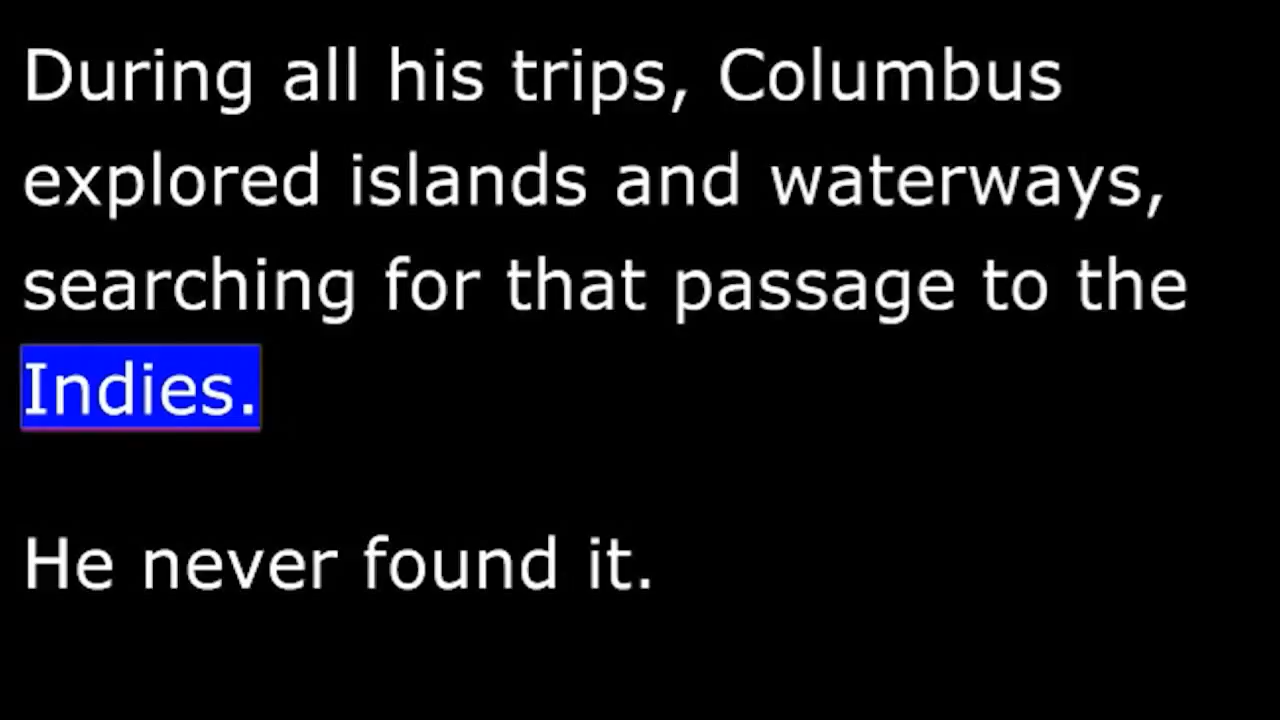 During all his trips, Columbus
explored islands and waterways,
searching for that passage to the
Indies.
He never found it.